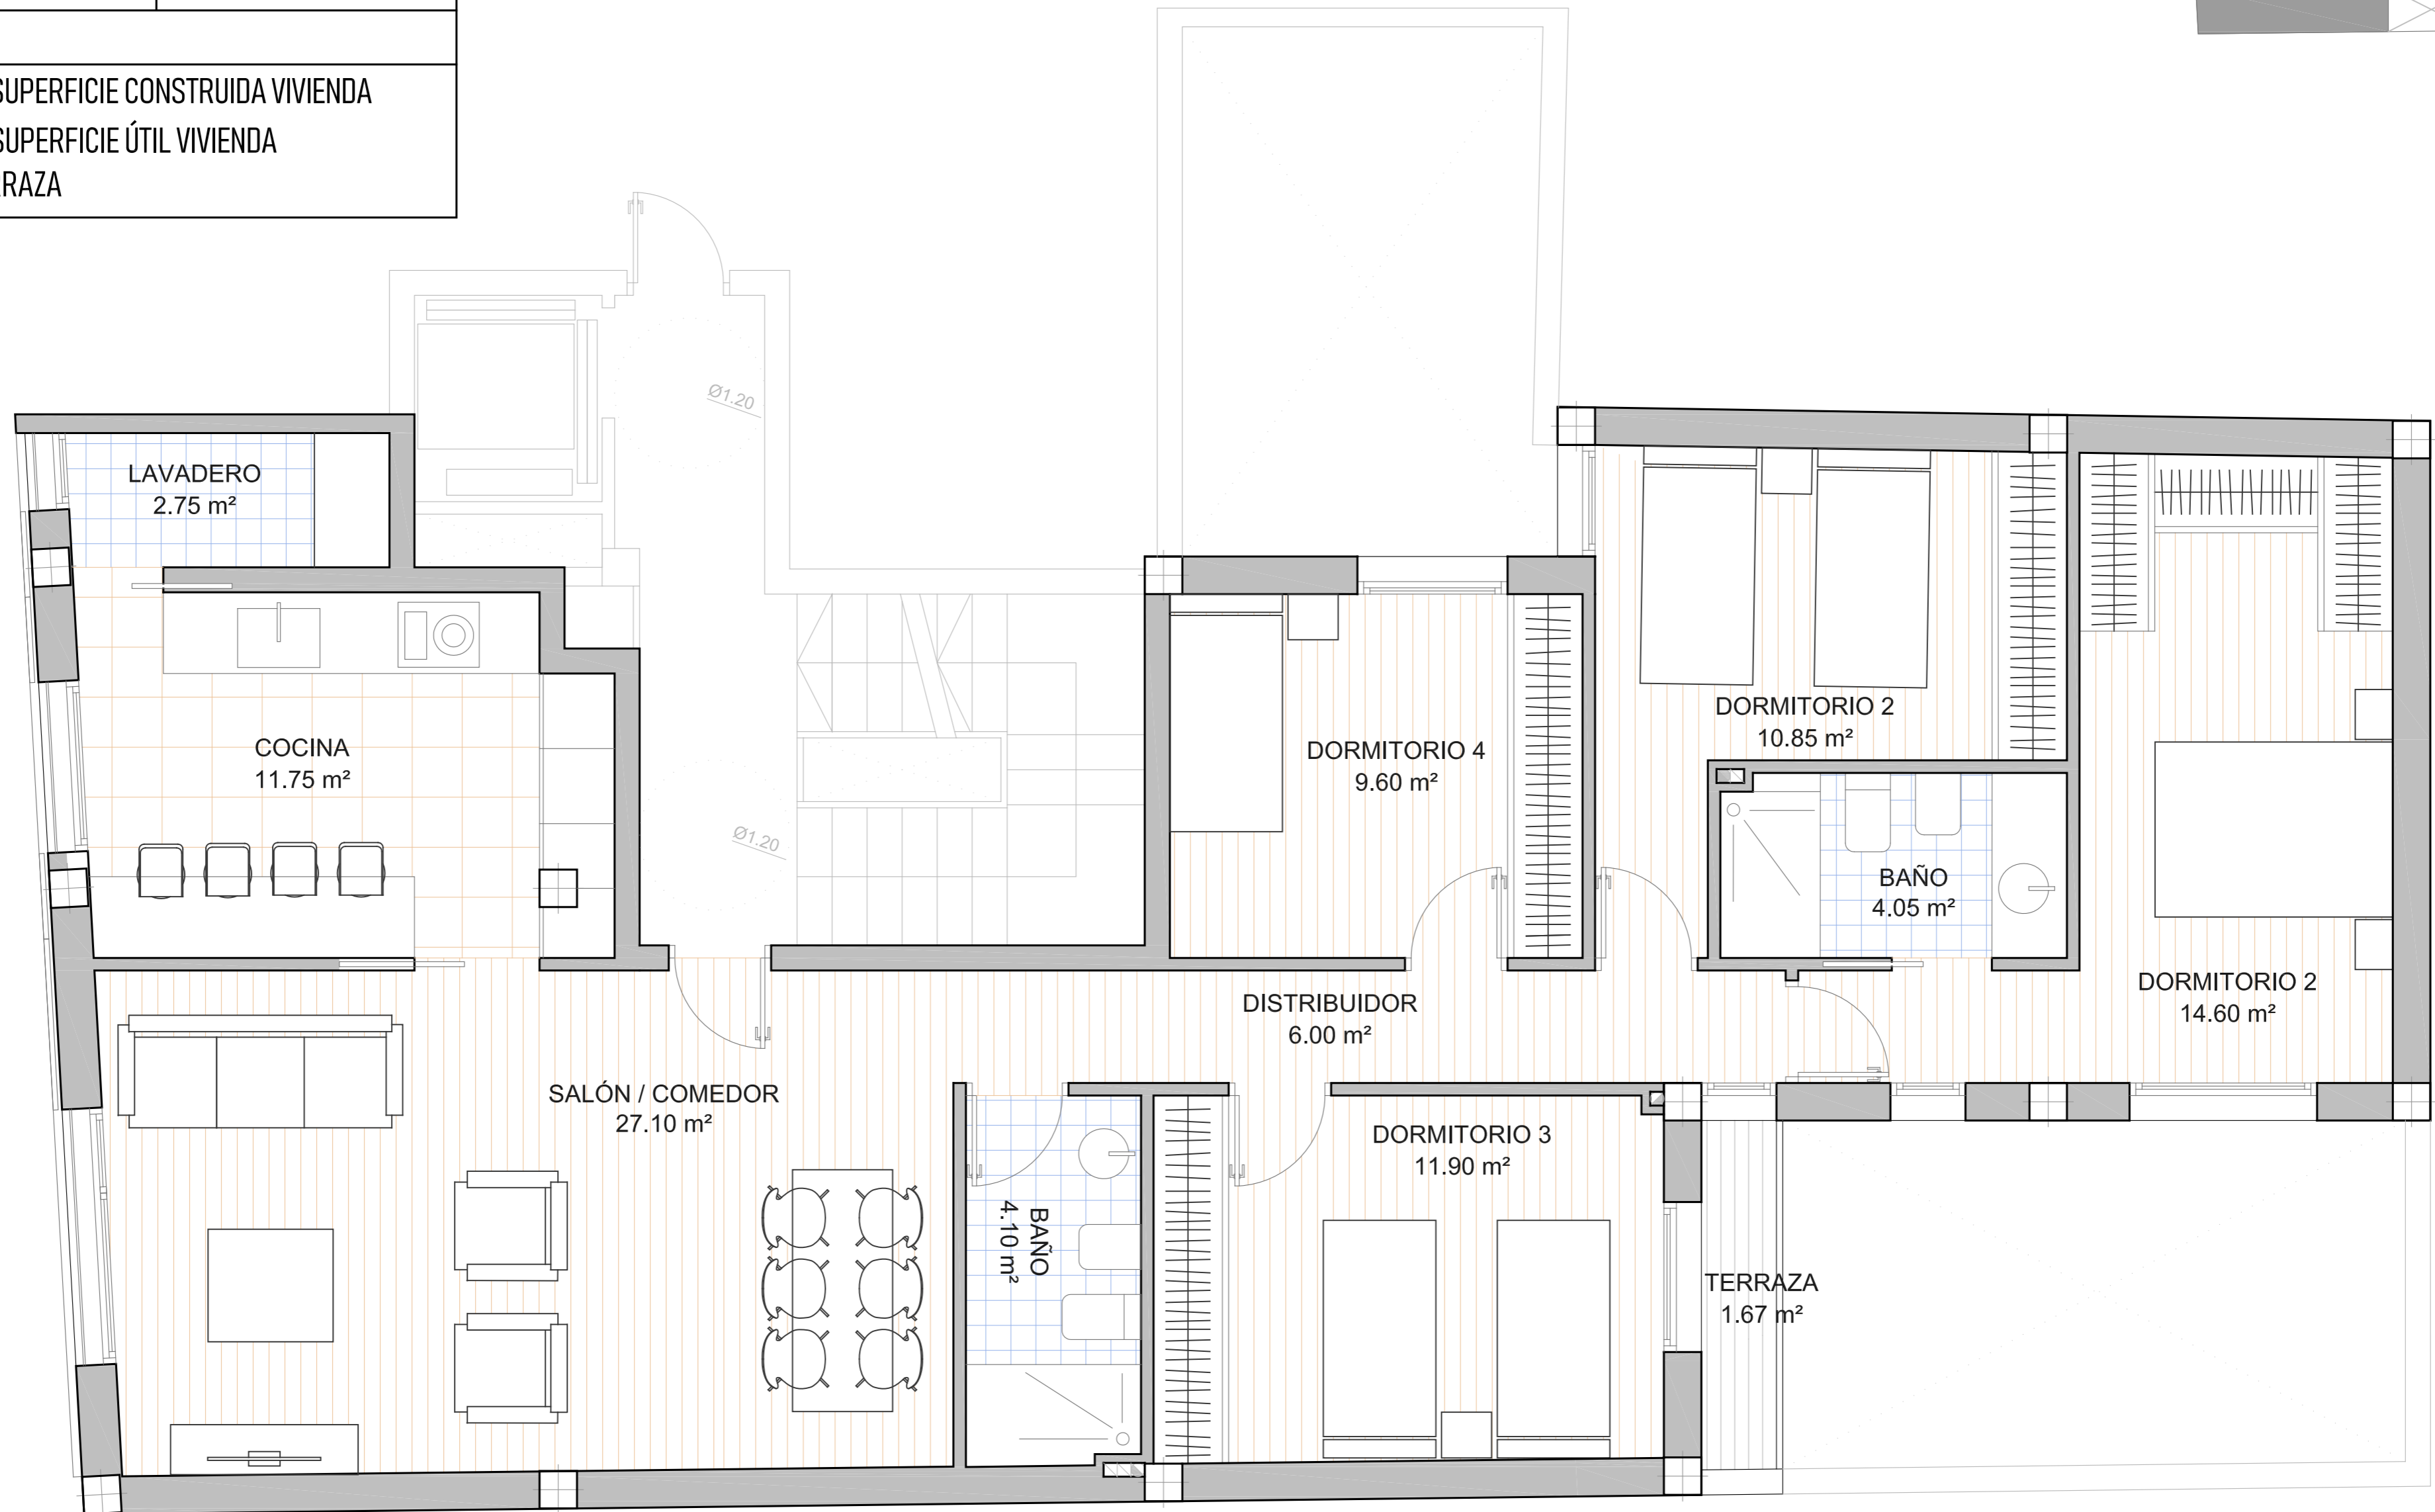 SUPERFICIE CONSTRUIDA VIVIENDA
SUPERFICIE ÚTIL VIVIENDA
RRAZA
Ø1.20
LAVADERO
2.75 m²
COCINA
11.75 m²
Ø1.20
DORMITORIO 4
9.60 m²
DORMITORIO 2
10.85 m²
BAÑO
4.05 m²
DORMITORIO 2
14.60 m²
DISTRIBUIDOR
6.00 m²
SALÓN / COMEDOR
27.10 m²
BAÑO
4.10 m²
DORMITORIO 3
11.90 m²
TERRAZA
1.67 m²